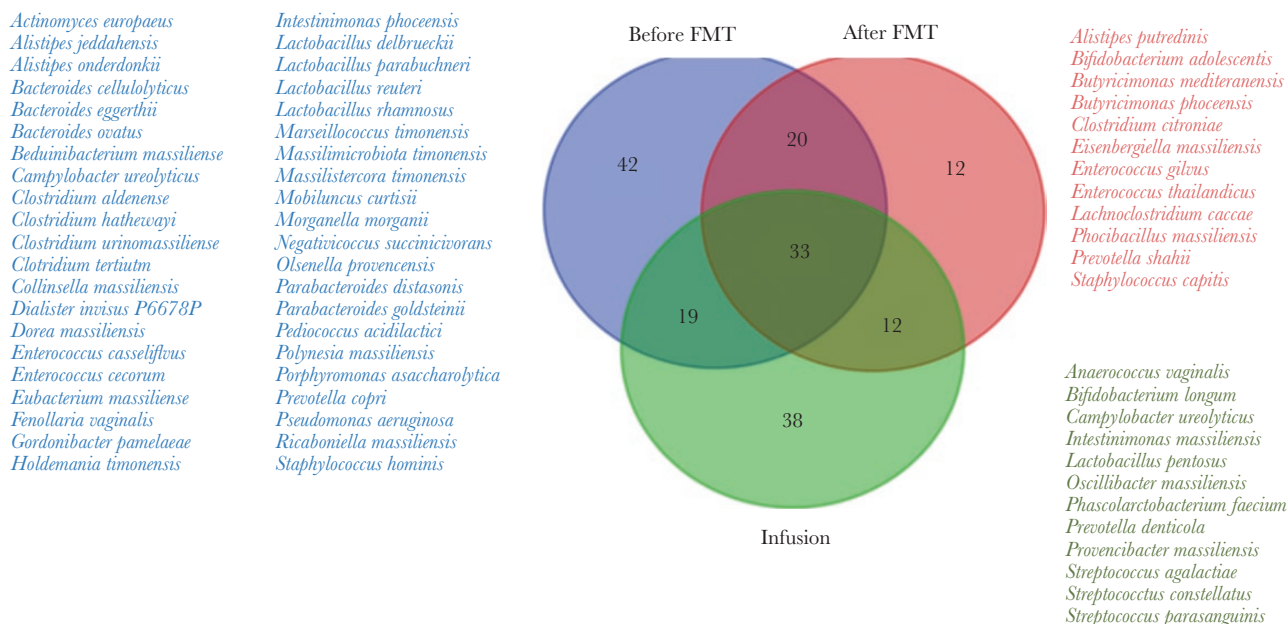 Actinomyces europaeus
Alistipes jeddahensis
Alistipes onderdonkii
Bacteroides cellulolyticus
Bacteroides eggerthii
Bacteroides ovatus
Beduinibacterium massiliense
Campylobacter ureolyticus
Clostridium aldenense
Clostridium hathewayi
Clostridium urinomassiliense
Clotridium tertiutm
Collinsella massiliensis
Dialister invisus P6678P
Dorea massiliensis
Enterococcus casseliflvus
Enterococcus cecorum
Eubacterium massiliense
Fenollaria vaginalis
Gordonibacter pamelaeae
Holdemania timonensis
Intestinimonas phoceensis
Lactobacillus delbrueckii
Lactobacillus parabuchneri
Lactobacillus reuteri
Lactobacillus rhamnosus
Marseillococcus timonensis
Massilimicrobiota timonensis
Massilistercora timonensis
Mobiluncus curtisii
Morganella morganii
Negativicoccus succinicivorans
Olsenella provencensis
Parabacteroides distasonis
Parabacteroides goldsteinii
Pediococcus acidilactici
Polynesia massiliensis
Porphyromonas asaccharolytica
Prevotella copri
Pseudomonas aeruginosa
Ricaboniella massiliensis
Staphylococcus hominis
Before FMT
After FMT
42
20
12
33
19
12
38
Infusion
Alistipes putredinis
Bifidobacterium adolescentis
Butyricimonas mediteranensis
Butyricimonas phoceensis
Clostridium citroniae
Eisenbergiella massiliensis
Enterococcus gilvus
Enterococcus thailandicus
Lachnoclostridium caccae
Phocibacillus massiliensis
Prevotella shahii
Staphylococcus capitis
Anaerococcus vaginalis
Bifidobacterium longum
Campylobacter ureolyticus
Intestinimonas massiliensis
Lactobacillus pentosus
Oscillibacter massiliensis
Phascolarctobacterium faecium
Prevotella denticola
Provencibacter massiliensis
Streptococcus agalactiae
Streptococctus constellatus
Streptococcus parasanguinis